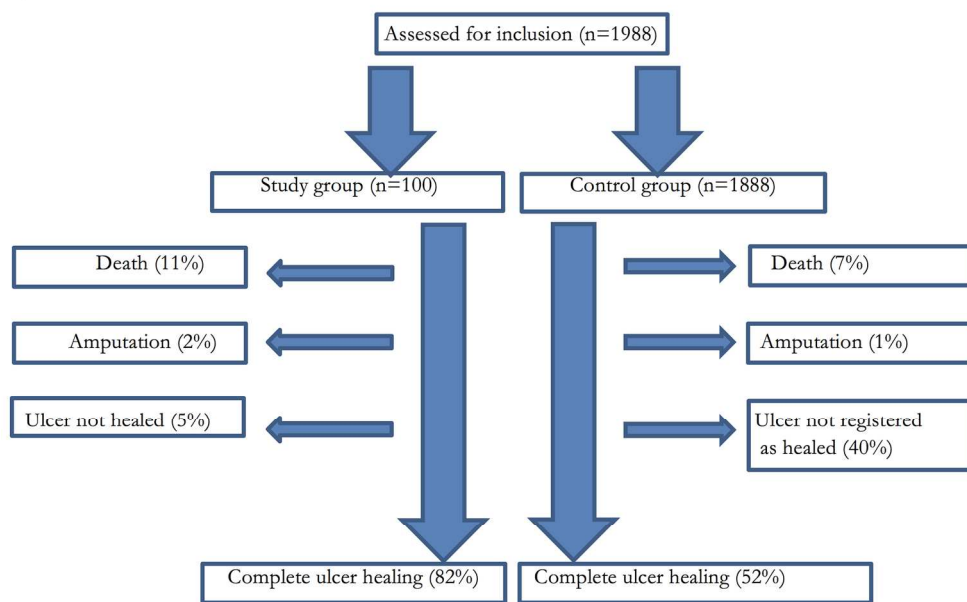 Assessed for inclusion (n=1988)
Study group (n=100)
Control group (n=1888)
Death (11%)
Death (7%)
Amputation (2%)
Amputation (1%)
Ulcer not healed (5%)
Ulcer not registered
as healed (40%)
Complete ulcer healing (82%)
Complete ulcer healing (52%)